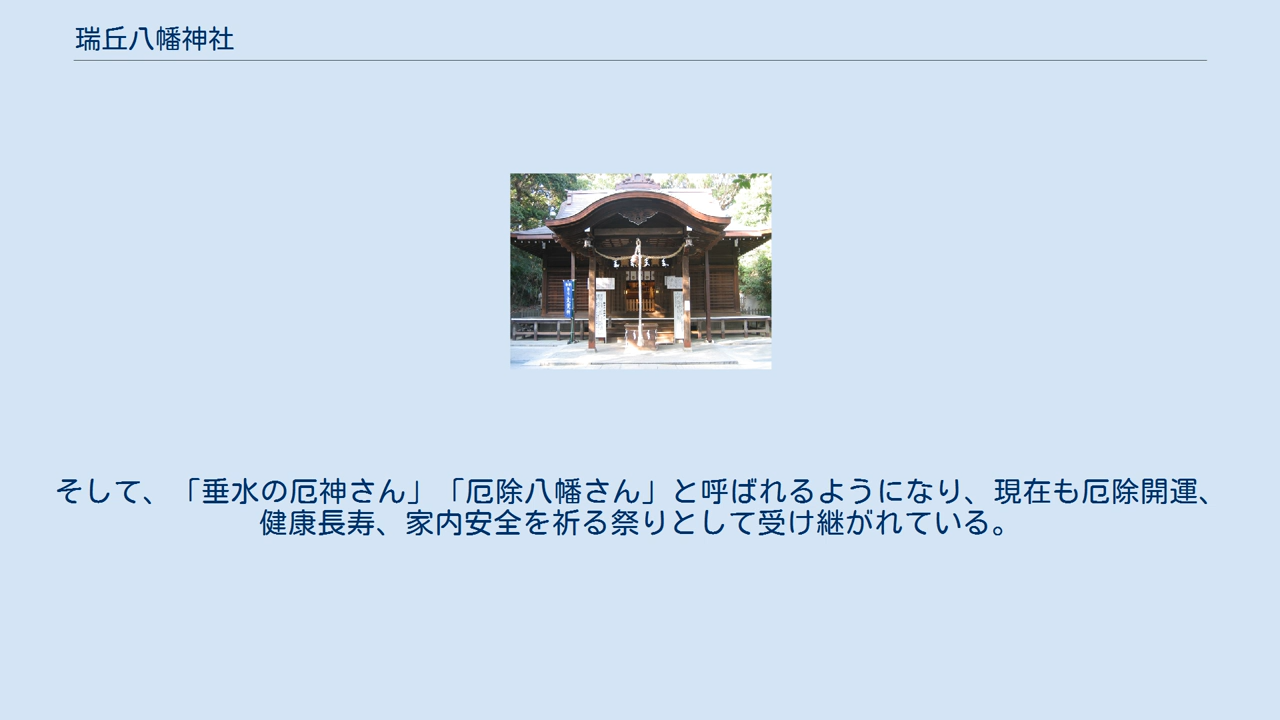 瑞丘八幡神社
そして、「垂水の厄神さん」「厄除八幡さん」と呼ばれるようになり、現在も厄除開運、
健康長寿、家内安全を祈る祭りとして受け継がれている。